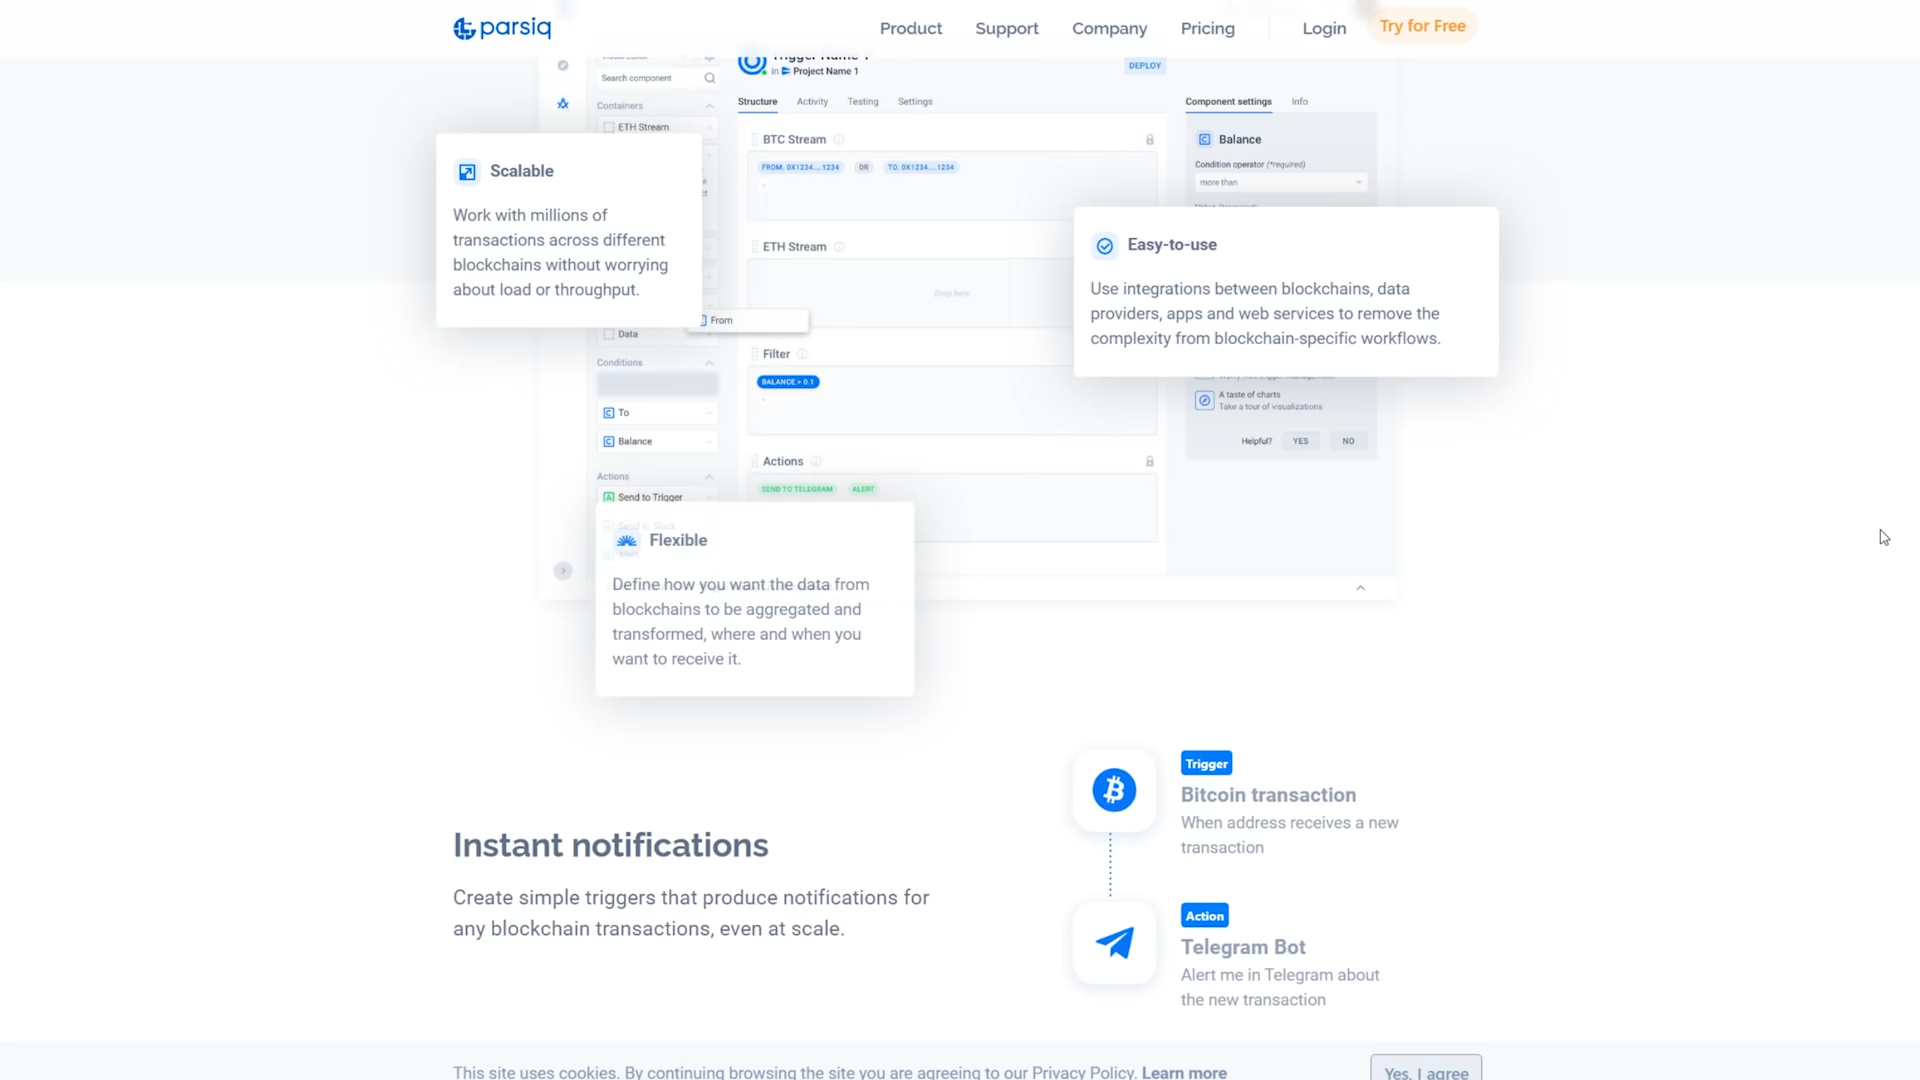 parsiq
Product
Support
Company
Pricing
Login
Try for Free
Search component
in Project Name 1
DEPLOY
Containers
Structure
Activity
Testing
Settings
Component settings
Info
ETH Stream
BTC Stream
FROM. 0X1234....1234
OR
TO. 0X1234....1234
Balance
Condition operator (*required)
more than
Scalable
Work with millions of
transactions across different
blockchains without worrying
about load or throughput.
ETH Stream
Drop here
From
Data
Easy-to-use
Use integrations between blockchains, data
providers, apps and web services to remove the
complexity from blockchain-specific workflows.
Conditions
Filter
BALANCE > 0.1
To
Balance
A taste of charts
Take a tour of visualizations
Helpful?
YES
NO
Actions
Actions
Send to Trigger
SEND TO TELEGRAM
ALERT
Send to Slack
Alert
Flexible
Define how you want the data from
blockchains to be aggregated and
transformed, where and when you
want to receive it.
Instant notifications
Create simple triggers that produce notifications for
any blockchain transactions, even at scale.
Trigger
Bitcoin transaction
When address receives a new
transaction
Action
Telegram Bot
Alert me in Telegram about
the new transaction
This site uses cookies. By continuing browsing the site you are agreeing to our Privacy Policy. Learn more
Yes, I agree